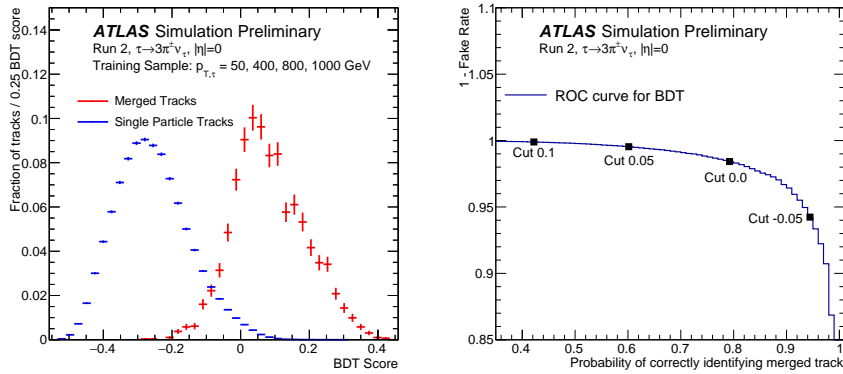 ATLAS Simulation Preliminary
Run 2, τ→3π±ντ, |η|=0
Training Sample: pT,τ = 50, 400, 800, 1000 GeV
Merged Tracks
Single Particle Tracks
Fraction of tracks / 0.25 BDT score
0.14
0.12
0.1
0.08
0.06
0.04
0.02
0
−0.4
−0.2
0
0.2
0.4
BDT Score
ATLAS Simulation Preliminary
Run 2, τ→3π±ντ, |η|=0
ROC curve for BDT
Cut 0.1
Cut 0.05
Cut 0.0
Cut -0.05
1 - Fake Rate
1.1
1.05
1
0.95
0.9
0.85
0.4
0.5
0.6
0.7
0.8
0.9
1
Probability of correctly identifying merged track